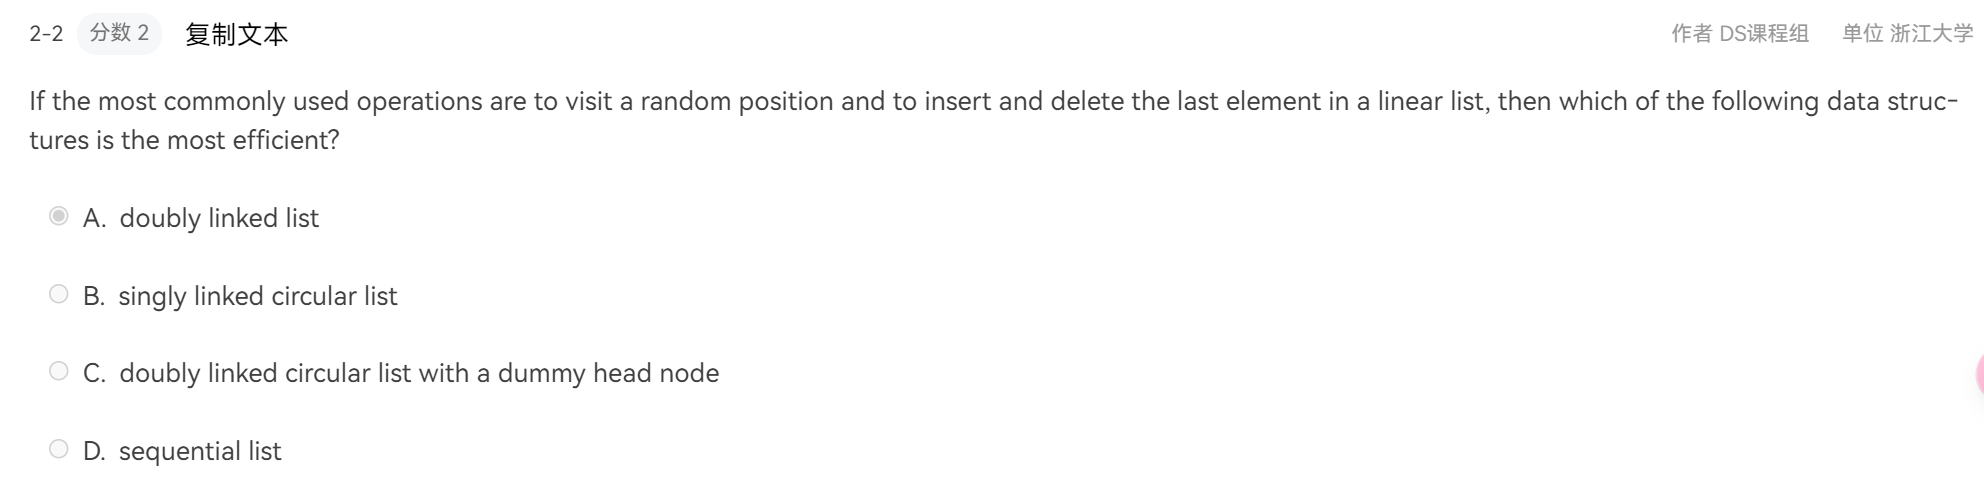 2-2 分数 2 复制文本 作者 DS课程组 单位 浙江大学
If the most commonly used operations are to visit a random position and to insert and delete the last element in a linear list, then which of the following data struc-
tures is the most efficient?
A. doubly linked list
B. singly linked circular list
C. doubly linked circular list with a dummy head node
D. sequential list